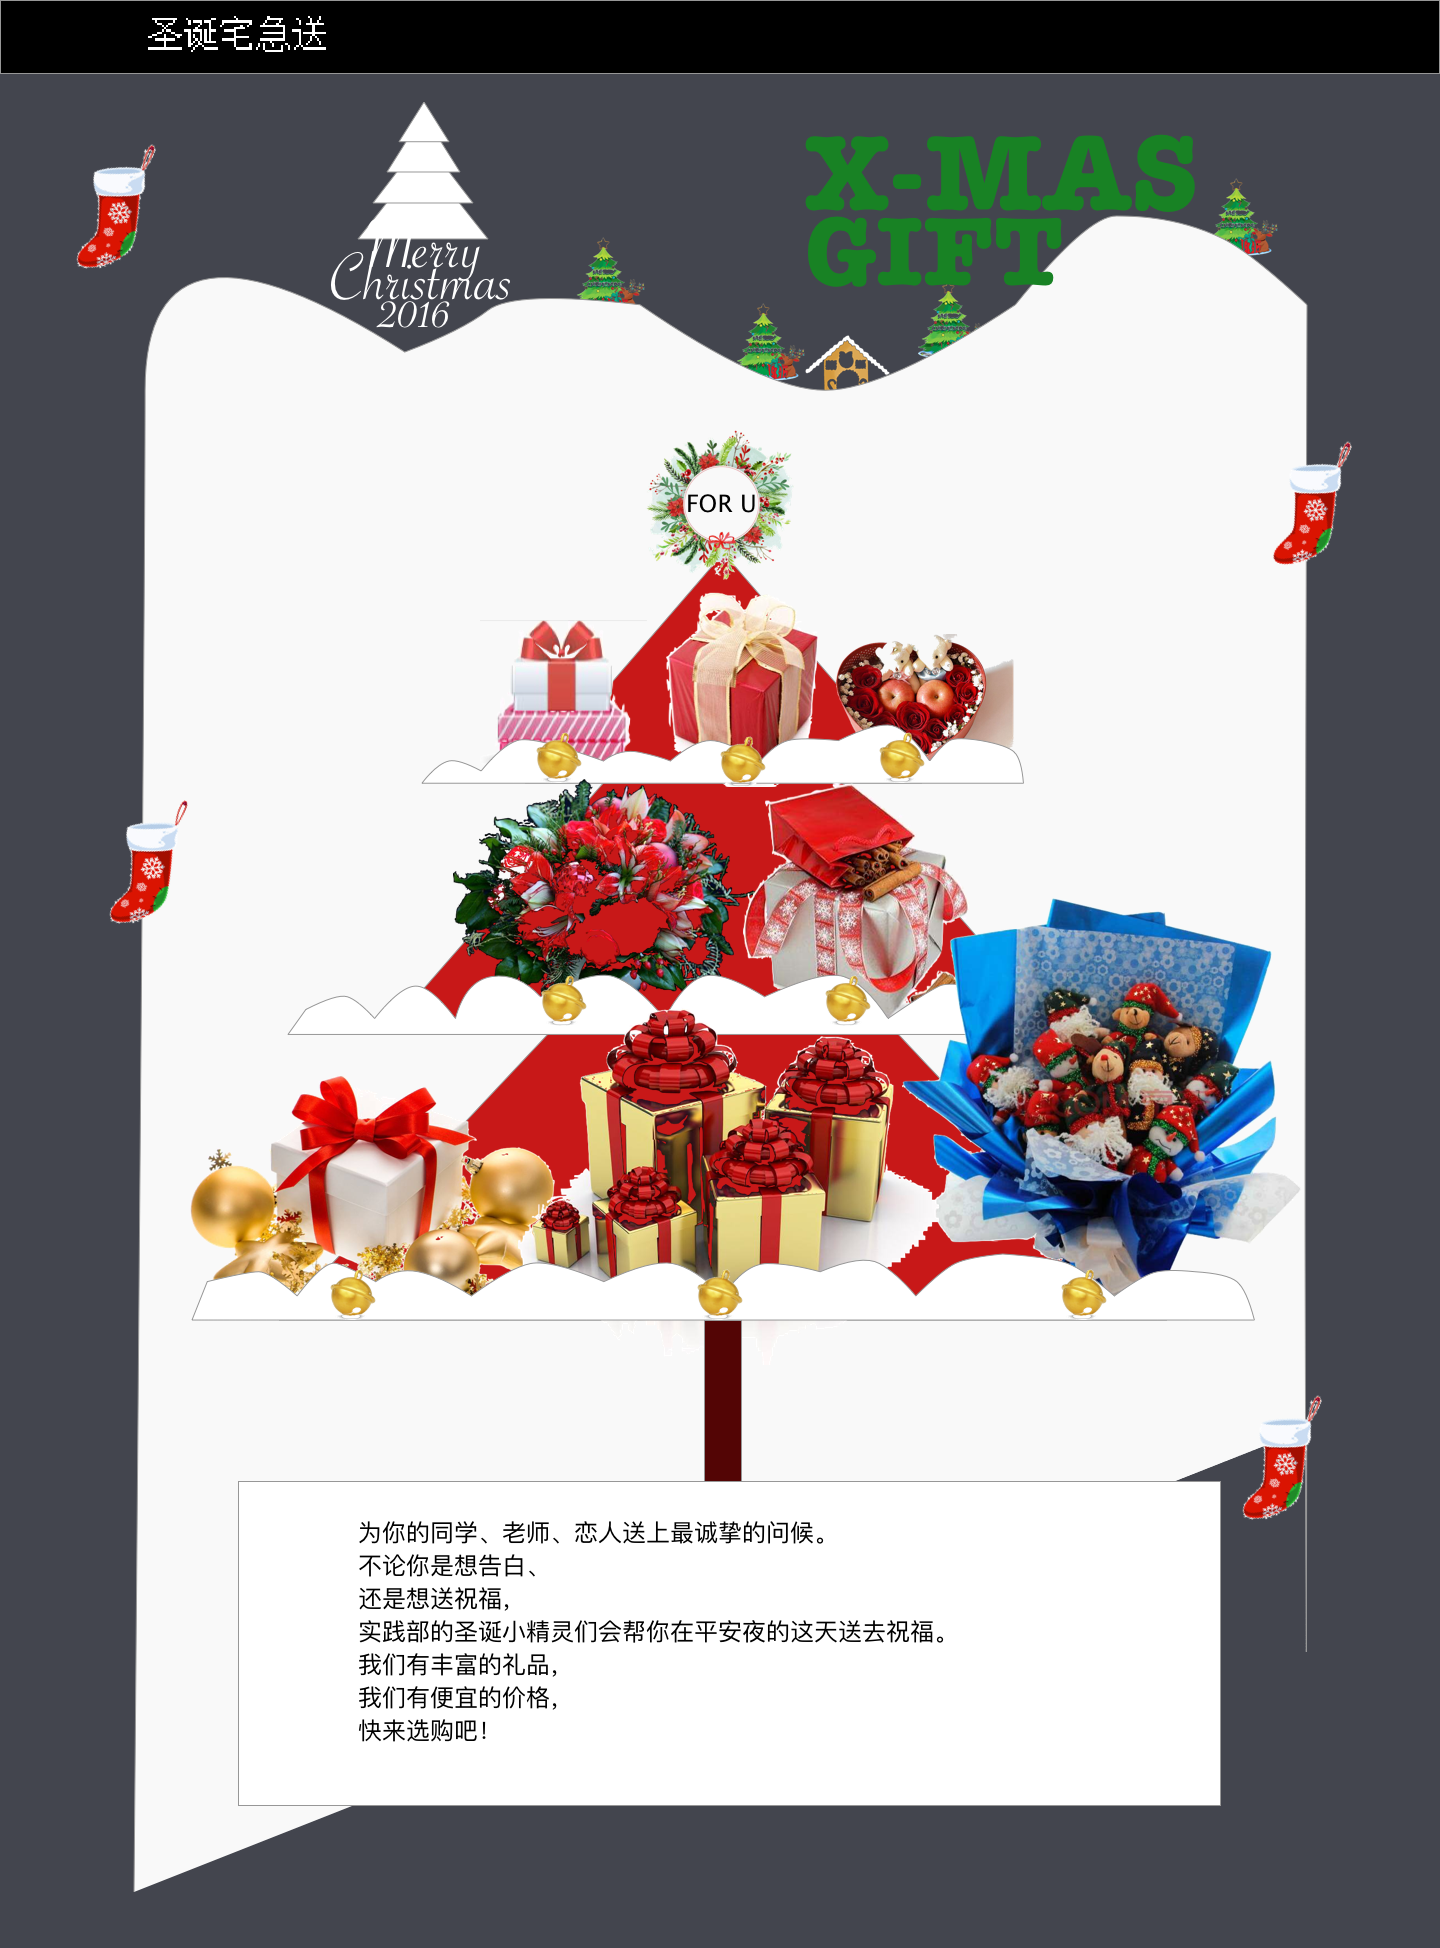 圣诞宅急送
Merry
Christmas
2016
X-MAS
GIFT
FOR U
为你的同学、老师、恋人送上最诚挚的问候。
不论你是想告白、
还是想送祝福，
实践部的圣诞小精灵们会帮你在平安夜的这天送去祝福。
我们有丰富的礼品，
我们有便宜的价格，
快来选购吧！